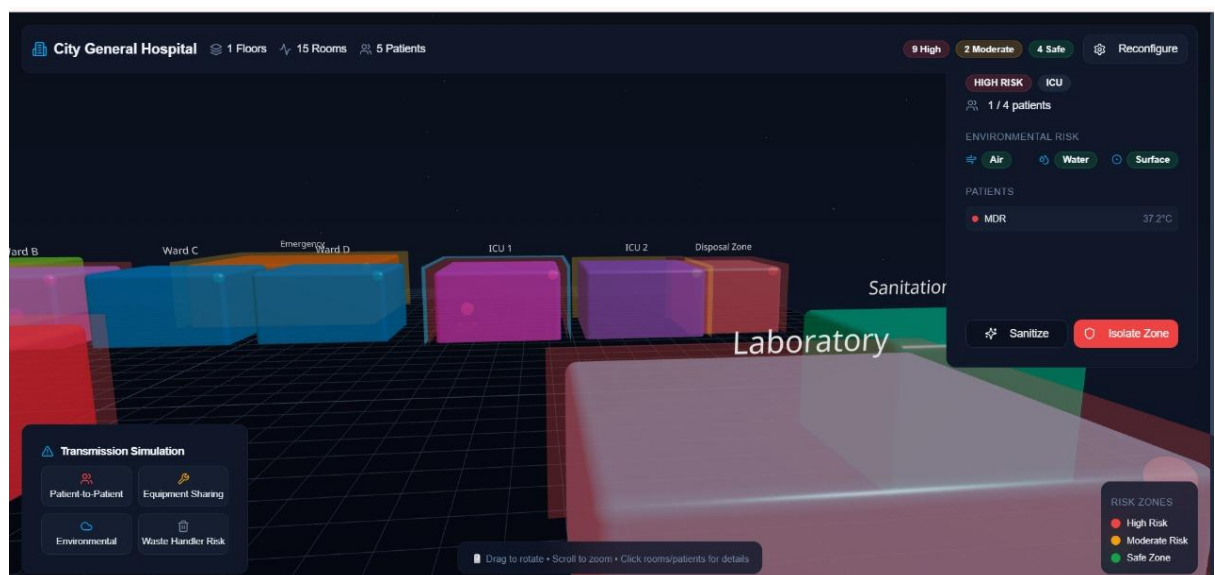 City General Hospital 1 Floors 15 Rooms 5 Patients
9 High 2 Moderate 4 Safe Reconfigure
HIGH RISK ICU
1 / 4 patients
ENVIRONMENTAL RISK
Air Water Surface
PATIENTS
MDR 37.2°C
Sanitize Isolate Zone
ard B
Ward C
Emergency
Ward D
ICU 1
ICU 2
Disposal Zone
Sanitation
Laboratory
Transmission Simulation
Patient-to-Patient Equipment Sharing
Environmental Waste Handler Risk
Drag to rotate • Scroll to zoom • Click rooms/patients for details
RISK ZONES
High Risk
Moderate Risk
Safe Zone